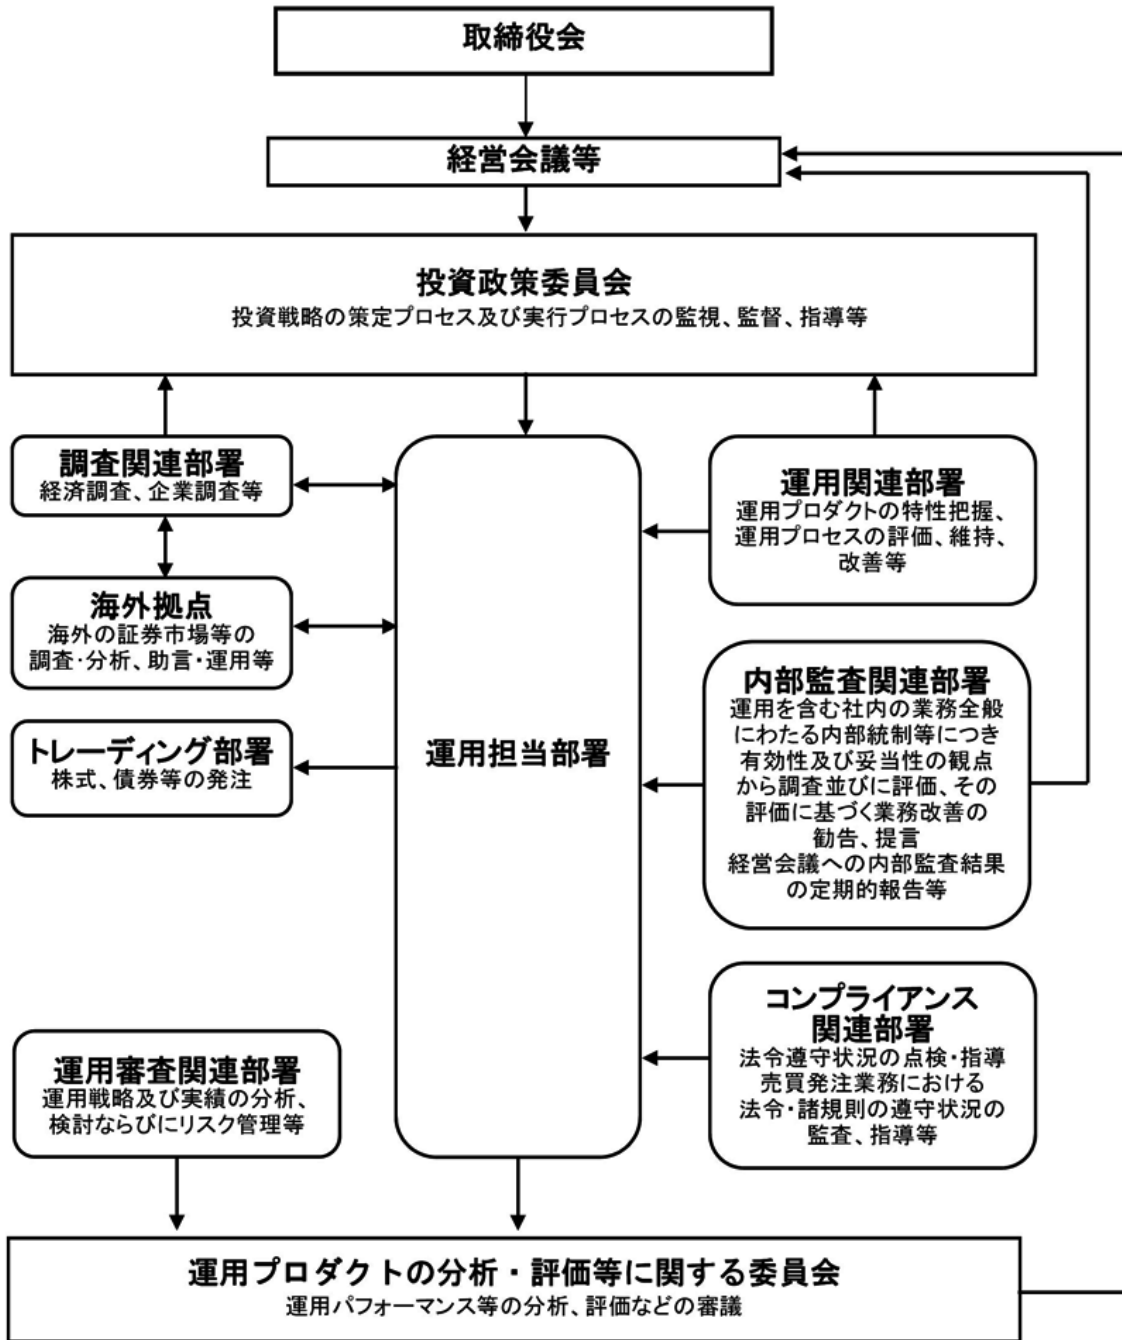 取締役会
経営会議等
投資政策委員会
投資戦略の策定プロセス及び実行プロセスの監視、監督、指導等
調査関連部署
経済調査、企業調査等
海外拠点
海外の証券市場等の
調査・分析、助言・運用等
トレーディング部署
株式、債券等の発注
運用審査関連部署
運用戦略及び実績の分析、
検討ならびにリスク管理等
運用担当部署
運用関連部署
運用プロダクトの特性把握、
運用プロセスの評価、維持、
改善等
内部監査関連部署
運用を含む社内の業務全般
にわたる内部統制等につき
有効性及び妥当性の観点
から調査並びに評価、その
評価に基づく業務改善の
勧告、提言
経営会議への内部監査結果
の定期的報告等
コンプライアンス
関連部署
法令遵守状況の点検・指導
売買発注業務における
法令・諸規則の遵守状況の
監査、指導等
運用プロダクトの分析・評価等に関する委員会
運用パフォーマンス等の分析、評価などの審議